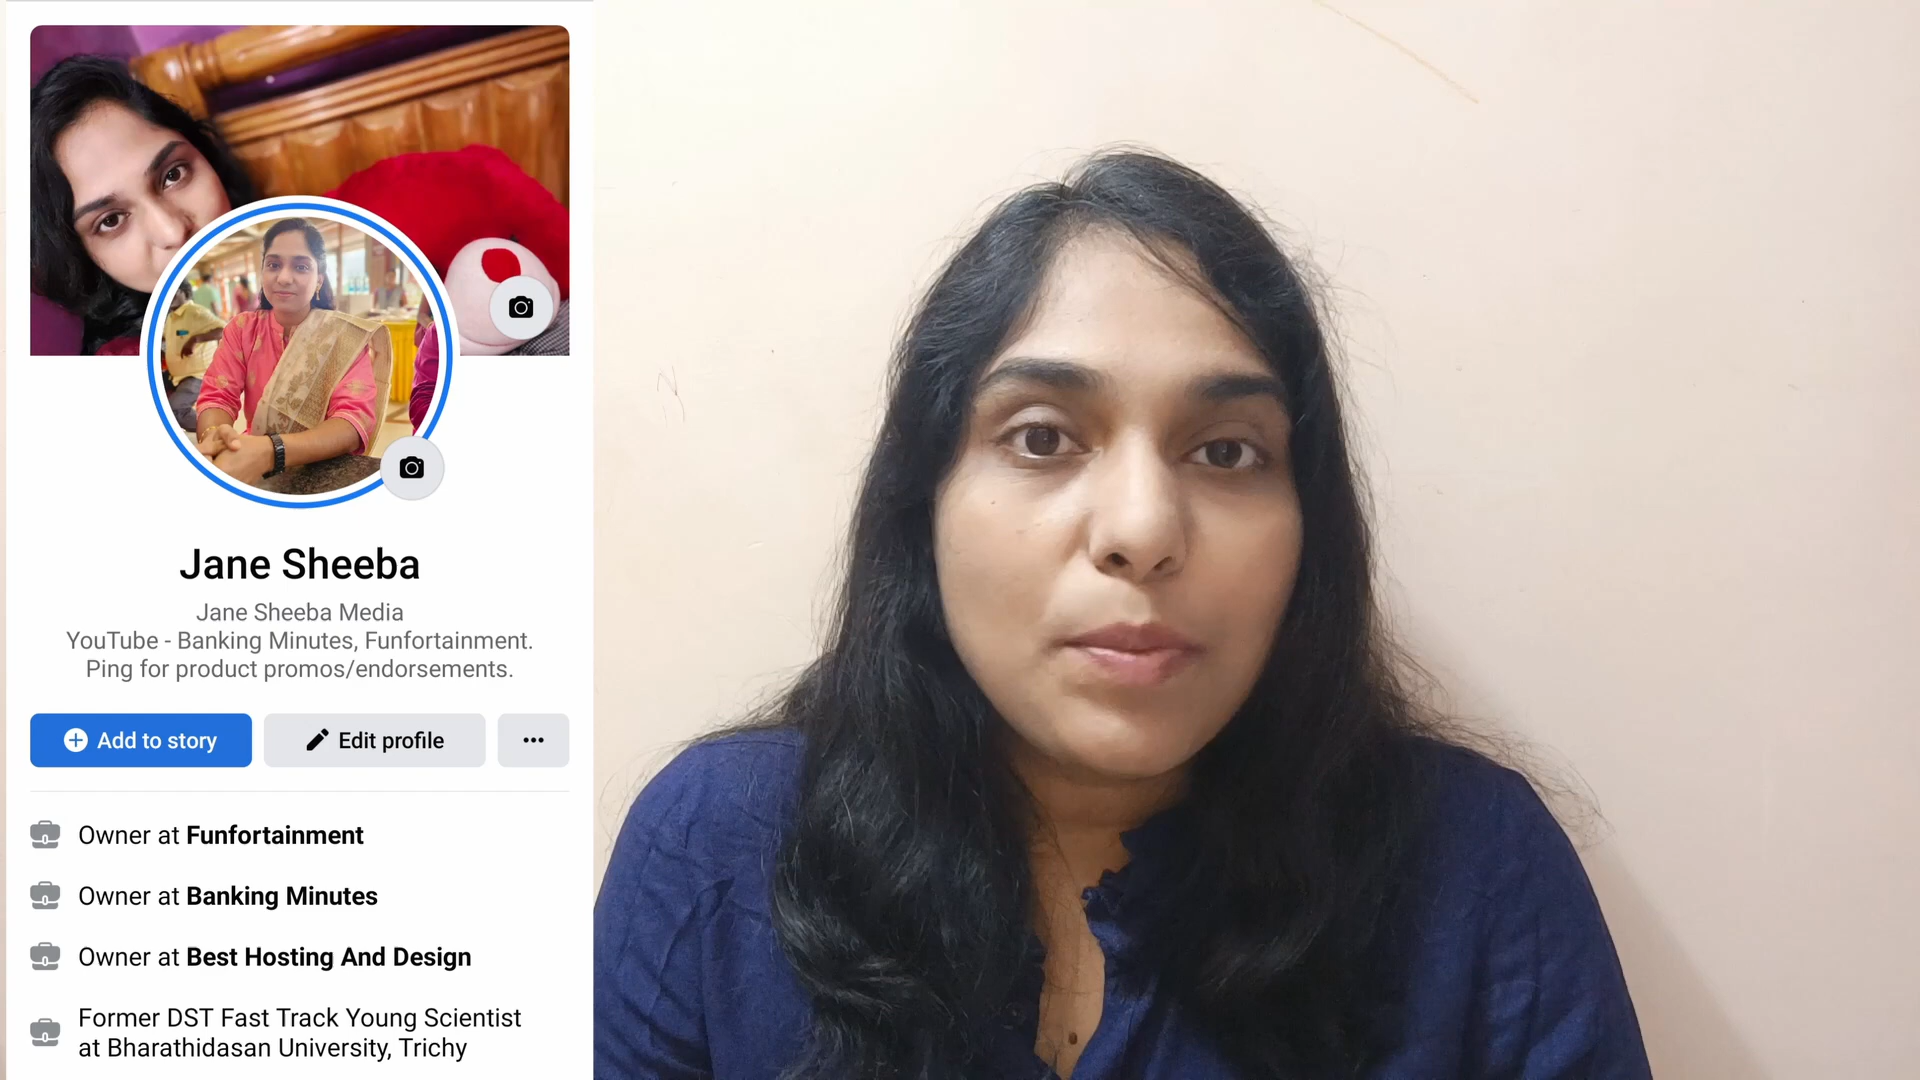 Jane Sheeba
Jane Sheeba Media
YouTube - Banking Minutes, Funfortainment.
Ping for product promos/endorsements.
Add to story
Edit profile
Owner at Funfortainment
Owner at Banking Minutes
Owner at Best Hosting And Design
Former DST Fast Track Young Scientist
at Bharathidasan University, Trichy